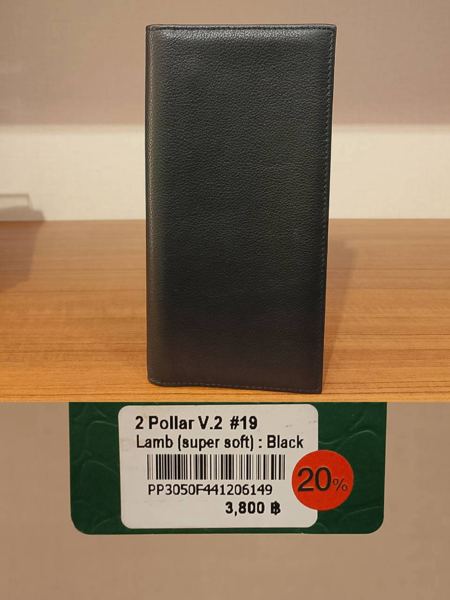 2 Pollar V.2 #19
Lamb (super soft) : Black
PP3050F441206149
3,800 ฿
20%